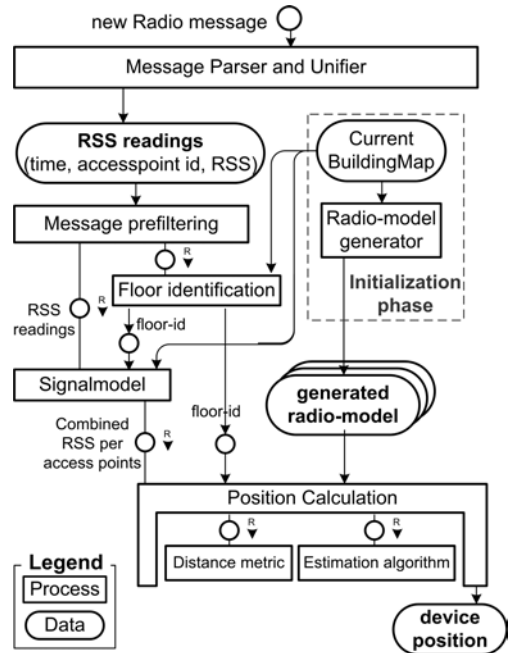 new Radio message
Message Parser and Unifier
RSS readings
(time, accesspoint id, RSS)
Current
BuildingMap
Message prefiltering
Radio-model
generator
R
Floor identification
Initialization
phase
RSS
readings
R
floor-id
Signalmodel
generated
radio-model
Combined
RSS per
access points
R
floor-id
Position Calculation
R
R
Distance metric
Estimation algorithm
Legend
Process
Data
device
position